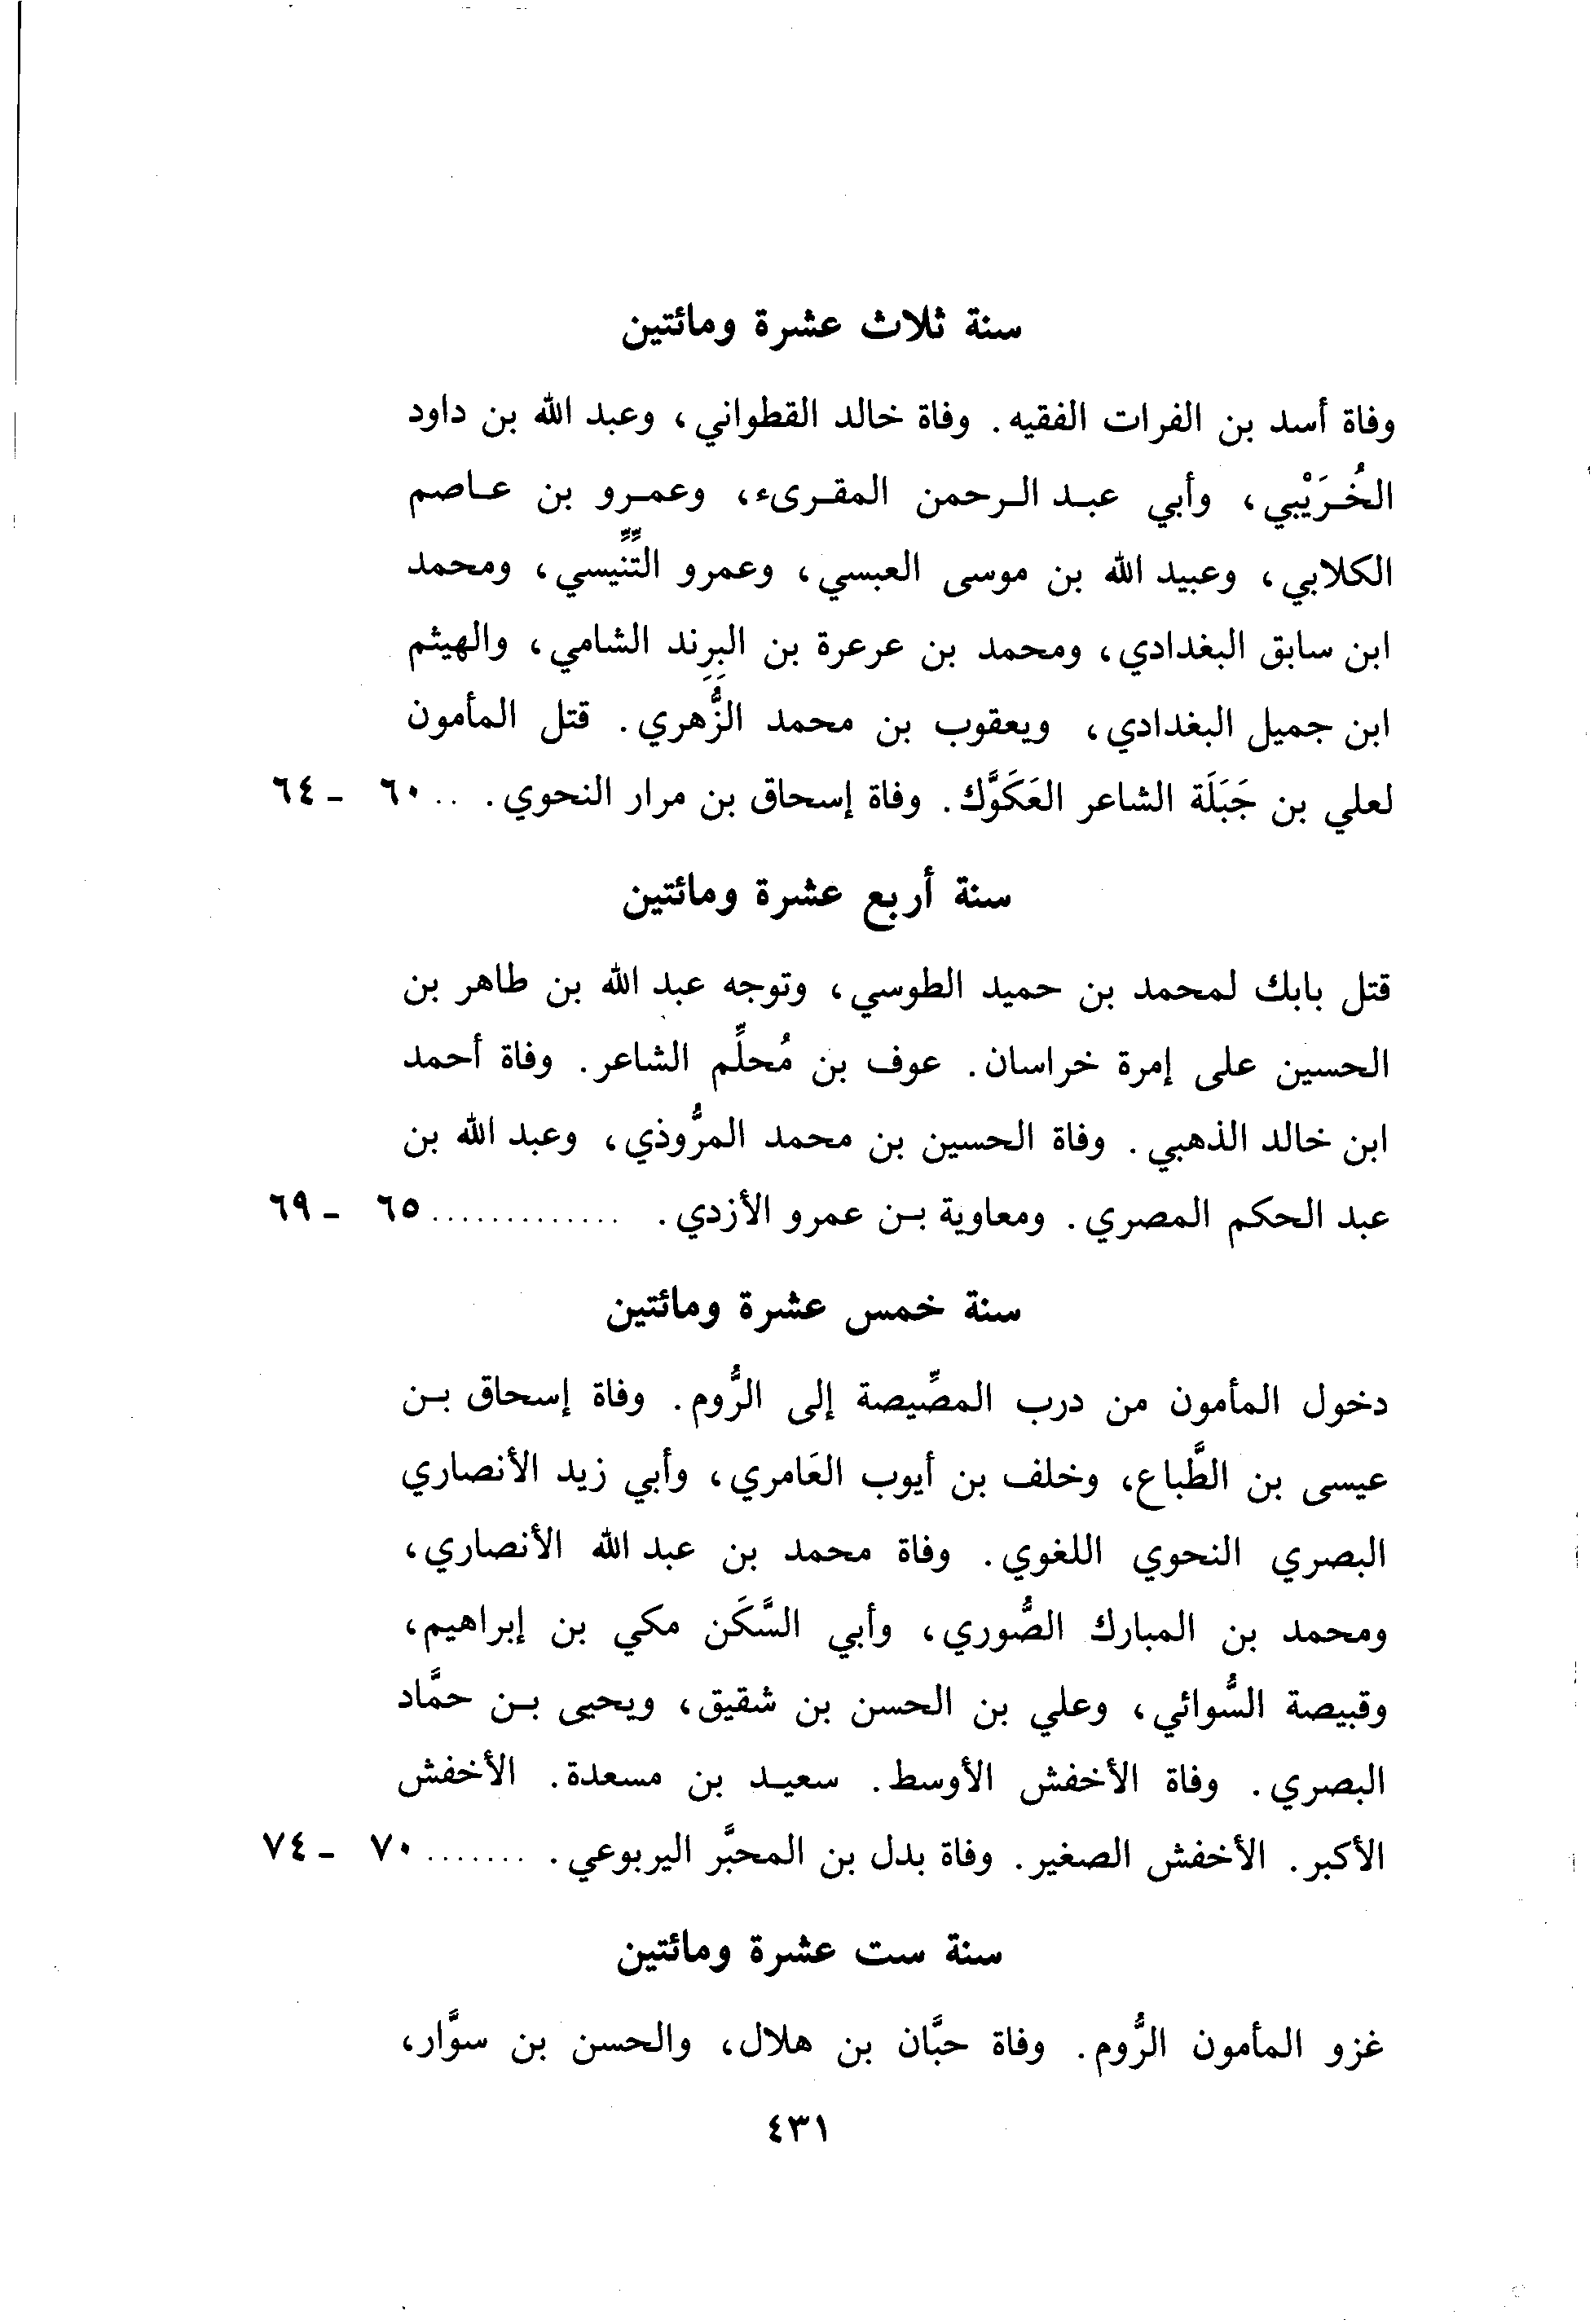 سنة ثلاث عشرة ومائتين
وفاة أسد بن الفرات الفقيه. وفاة خالد القطواني، وعبد الله بن داود
الخُرَيْبي، وأبي عبد الرحمن المقرىء، وعمرو بن عاصم
الكلابي، وعبيد الله بن موسى العبسي، وعمرو التِّنِّيسي، ومحمد
ابن سابق البغدادي، ومحمد بن عرعرة بن البِرِند الشامي، والهيثم
ابن جميل البغدادي، ويعقوب بن محمد الزُّهري. قتل المأمون
لعلي بن جَبَلَة الشاعر العَكَوَّك. وفاة إسحاق بن مرار النحوي. .. ٦٠ - ٦٤
سنة أربع عشرة ومائتين
قتل بابك لمحمد بن حميد الطوسي، وتوجه عبد الله بن طاهر بن
الحسين على إمرة خراسان. عوف بن مُحلِّم الشاعر. وفاة أحمد
ابن خالد الذهبي. وفاة الحسين بن محمد المرُّوذي، وعبد الله بن
عبد الحكم المصري. ومعاوية بن عمرو الأزدي. ............. ٦٥ - ٦٩
سنة خمس عشرة ومائتين
دخول المأمون من درب المصِّيصة إلى الرُّوم. وفاة إسحاق بن
عيسى بن الطَّباع، وخلف بن أيوب العَامري، وأبي زيد الأنصاري
البصري النحوي اللغوي. وفاة محمد بن عبد الله الأنصاري،
ومحمد بن المبارك الصُّوري، وأبي السَّكَن مكي بن إبراهيم،
وقبيصة السُّوائي، وعلي بن الحسن بن شقيق، ويحيى بن حمَّاد
البصري. وفاة الأخفش الأوسط. سعيد بن مسعدة. الأخفش
الأكبر. الأخفش الصغير. وفاة بدل بن المحبَّر اليربوعي. ....... ٧٠ - ٧٤
سنة ست عشرة ومائتين
غزو المأمون الرُّوم. وفاة حبَّان بن هلال، والحسن بن سوَّار،
٤٣١